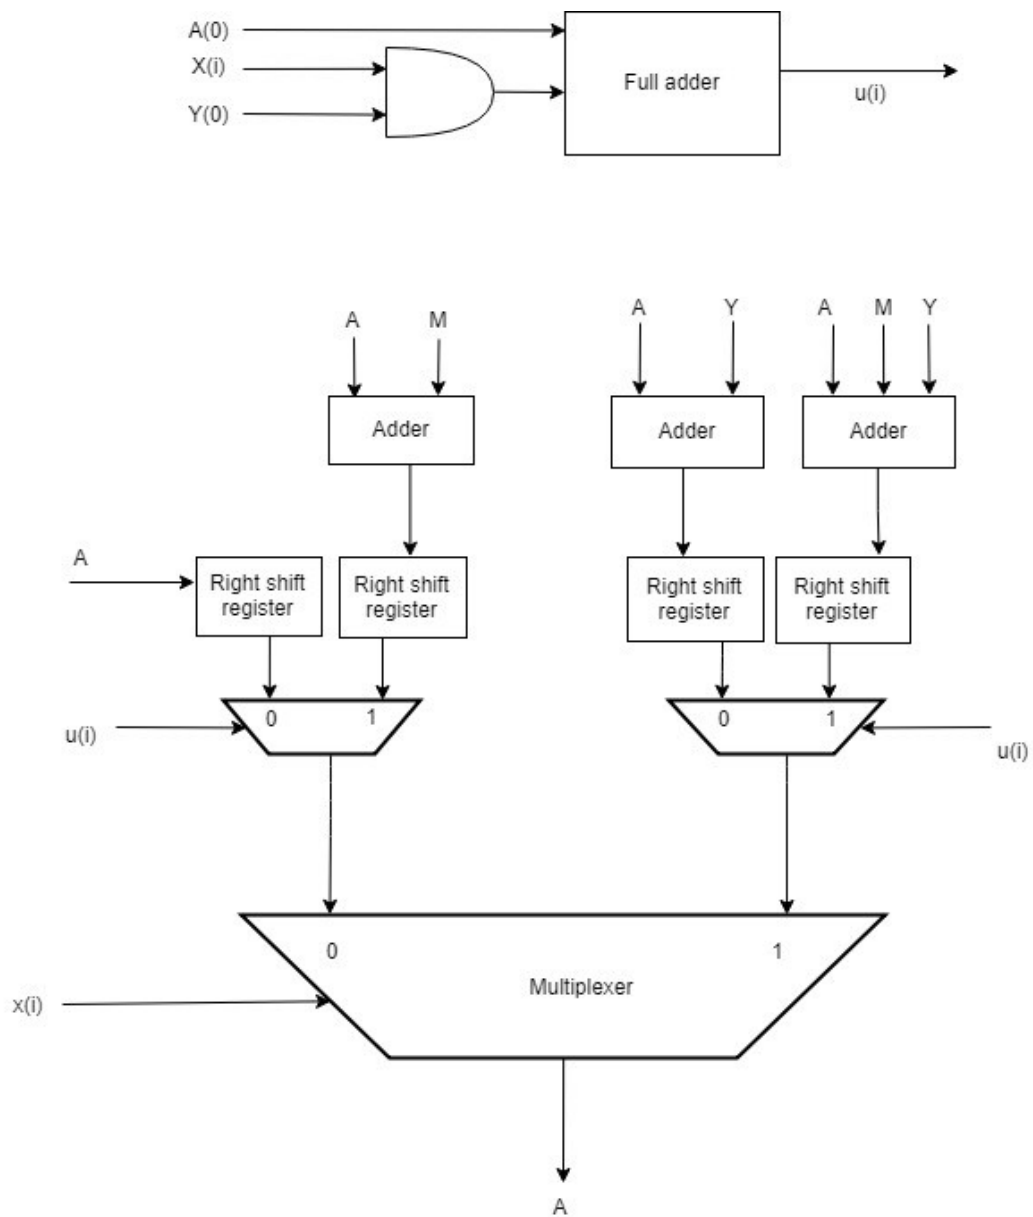 A(0)
X(i)
Full adder
Y(0)
u(i)
A
M
A
Y
A
M
Y
Adder
Adder
Adder
A
Right shift
register
Right shift
register
Right shift
register
Right shift
register
0
1
0
1
u(i)
u(i)
0
1
Multiplexer
x(i)
A